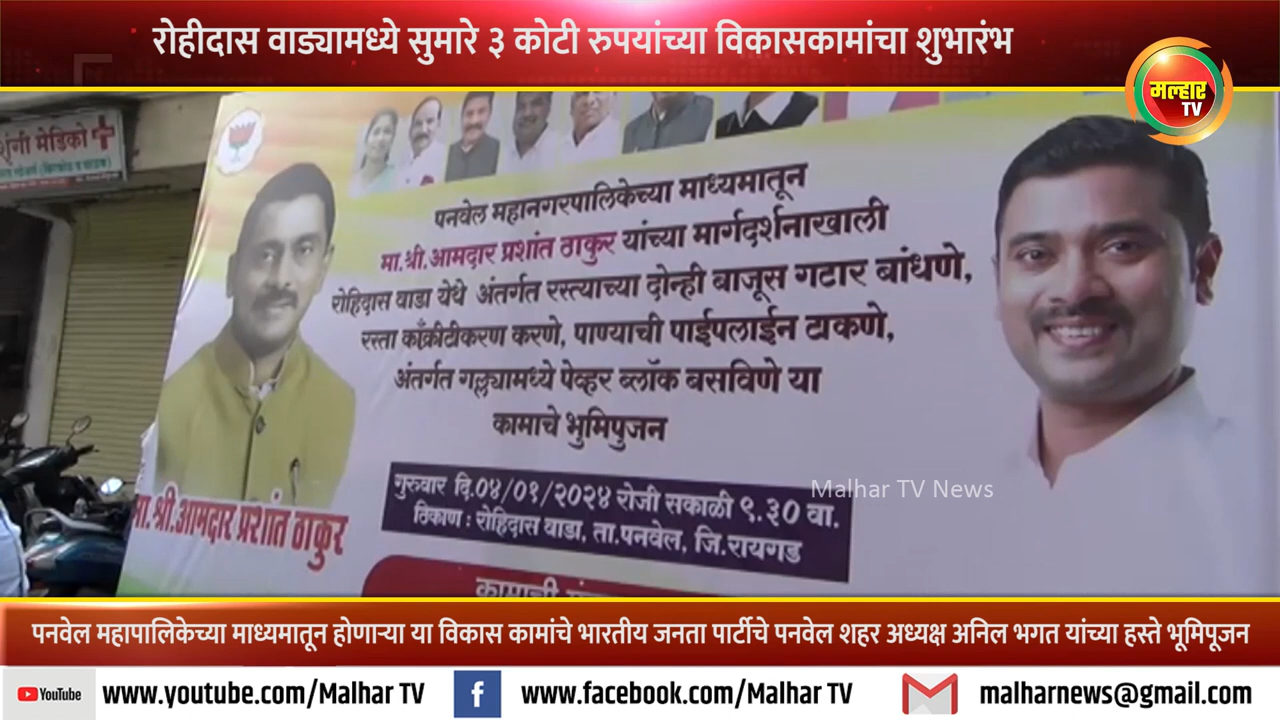 रोहीदास वाड्यामध्ये सुमारे ३ कोटी रुपयांच्या विकासकामांचा शुभारंभ
मल्हार
TV
शृंगी मेडिको
पनवेल महानगरपालिकेच्या माध्यमातून
मा.श्री.आमदार प्रशांत ठाकुर यांच्या मार्गदर्शनाखाली
रोहिदास वाडा येथे अंतर्गत रस्त्याच्या दोन्ही बाजूस गटार बांधणे,
रस्ता काँक्रीटीकरण करणे, पाण्याची पाईपलाईन टाकणे,
अंतर्गत गल्ल्यामध्ये पेव्हर ब्लॉक बसविणे या
कामाचे भुमिपुजन
गुरुवार दि.०४/०१/२०२४ रोजी सकाळी ९.३० वा.
ठिकाण : रोहिदास वाडा, ता.पनवेल, जि.रायगड
मा.श्री.आमदार प्रशांत ठाकुर
कामाची
Malhar TV News
पनवेल महापालिकेच्या माध्यमातून होणाऱ्या या विकास कामांचे भारतीय जनता पार्टीचे पनवेल शहर अध्यक्ष अनिल भगत यांच्या हस्ते भूमिपूजन
YouTube www.youtube.com/Malhar TV www.facebook.com/Malhar TV malharnews@gmail.com